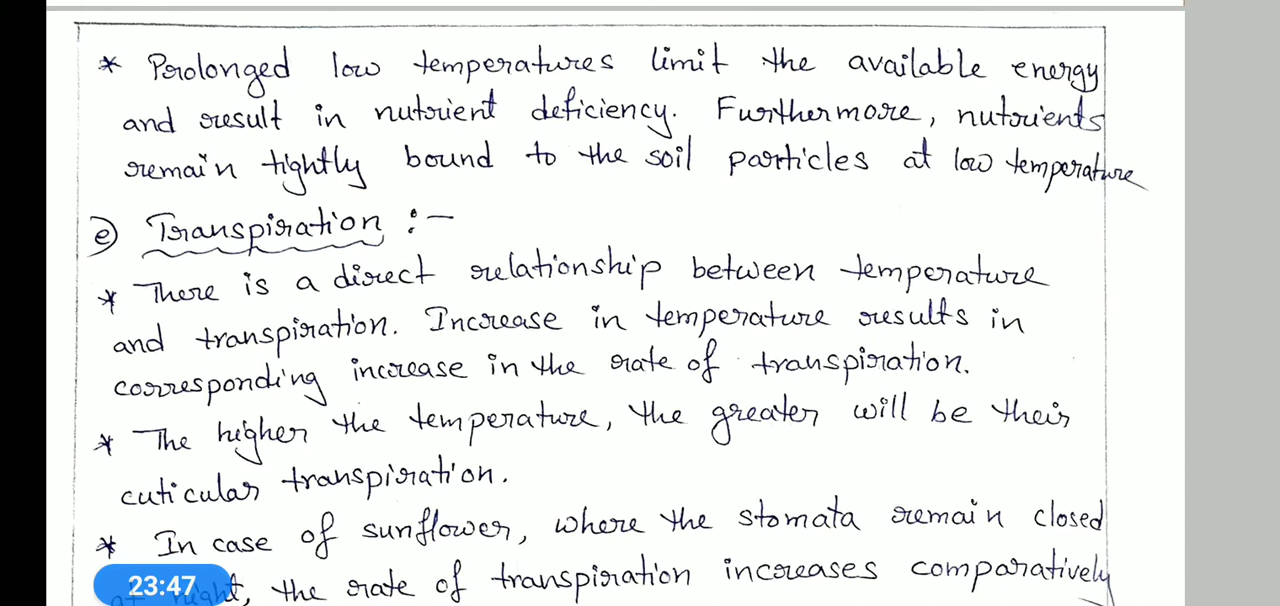 * Prolonged low temperatures limit the available energy
and result in nutrient deficiency. Furthermore, nutrients
remain tightly bound to the soil particles at low temperature
e) Transpiration :-
* There is a direct relationship between temperature
and transpiration. Increase in temperature results in
corresponding increase in the rate of transpiration.
* The higher the temperature, the greater will be their
cuticular transpiration.
* In case of sunflower, where the stomata remain closed
at night, the rate of transpiration increases comparatively
23:47